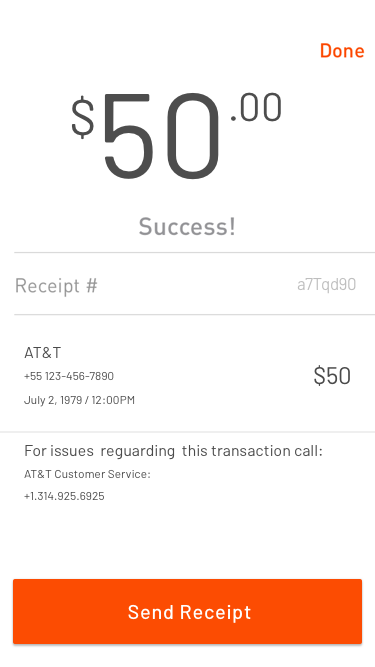 Done
$50.00
Success!
Receipt # a7Tqd90
AT&T
+55 123-456-7890
$50
July 2, 1979 / 12:00PM
For issues reguarding this transaction call:
AT&T Customer Service:
+1.314.925.6925
Send Receipt